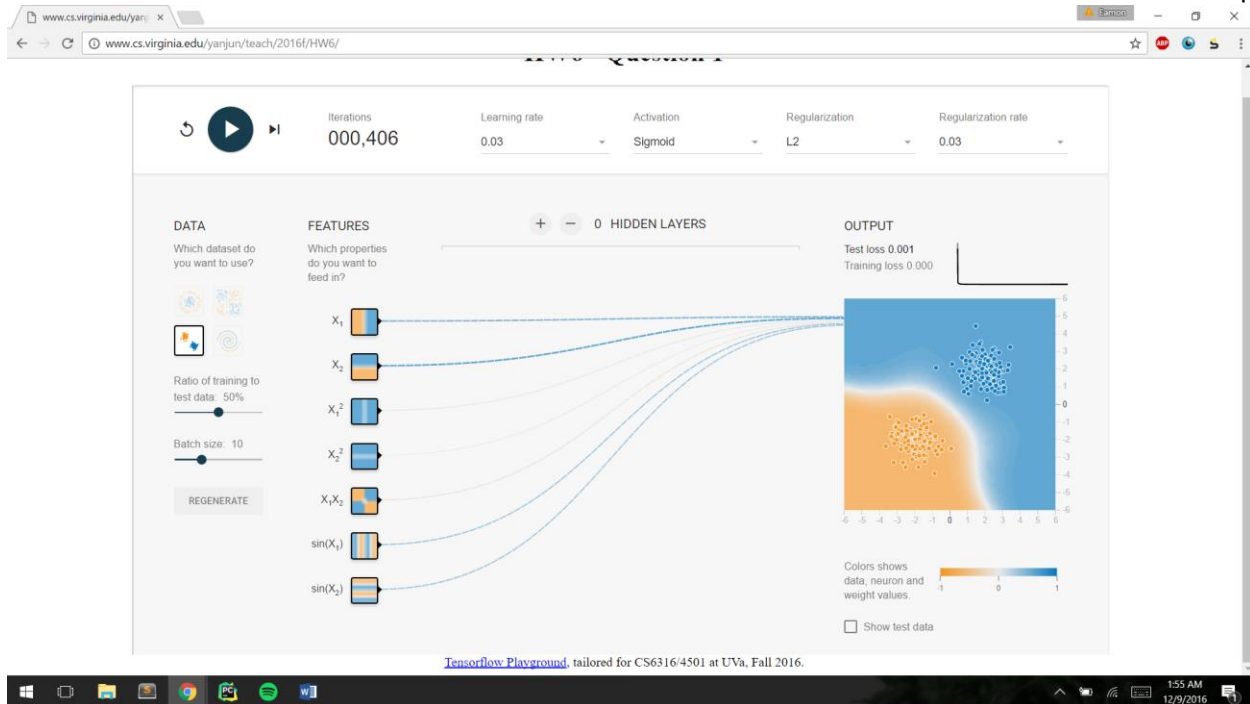 www.cs.virginia.edu/yanj
Eamon
www.cs.virginia.edu/yanjun/teach/2016f/HW6/
ABP
HW6 - Question 1
Iterations
000,406
Learning rate
0.03
Activation
Sigmoid
Regularization
L2
Regularization rate
0.03
DATA
Which dataset do
you want to use?
Ratio of training to
test data: 50%
Batch size: 10
REGENERATE
FEATURES
Which properties
do you want to
feed in?
X₁
X₂
X₁²
X₂²
X₁X₂
sin(X₁)
sin(X₂)
+ − 0 HIDDEN LAYERS
OUTPUT
Test loss 0.001
Training loss 0.000
6
5
4
3
2
1
0
-1
-2
-3
-4
-5
-6
-6 -5 -4 -3 -2 -1 0 1 2 3 4 5 6
Colors shows
data, neuron and
weight values.
-1 0 1
Show test data
Tensorflow Playground, tailored for CS6316/4501 at UVa, Fall 2016.
1:55 AM
12/9/2016